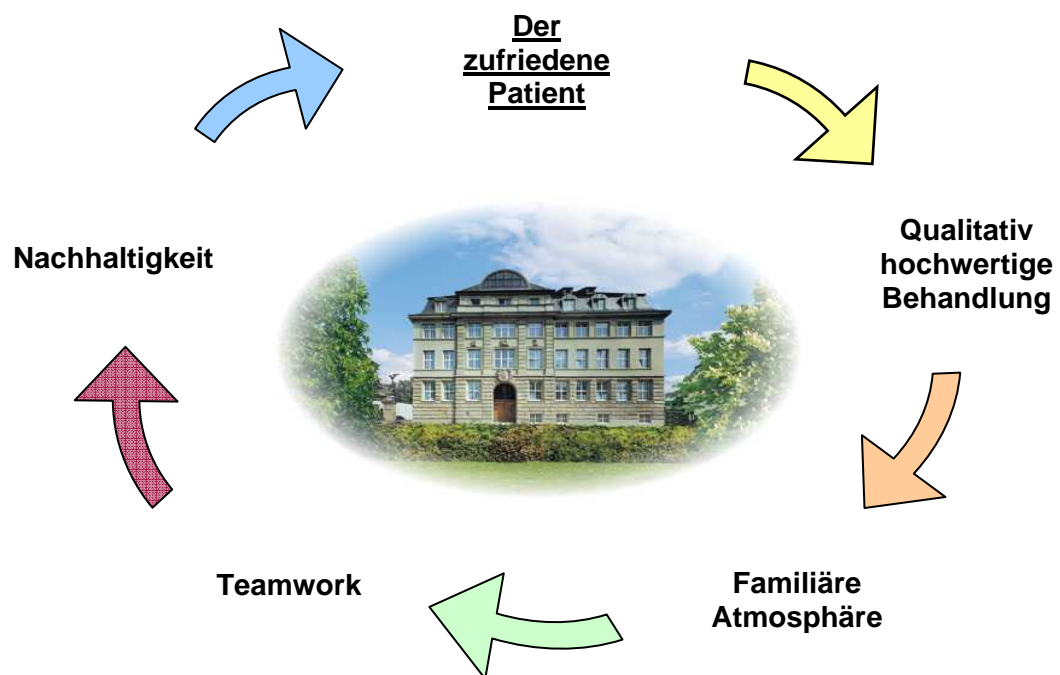 Der
zufriedene
Patient
Qualitativ
hochwertige
Behandlung
Familiäre
Atmosphäre
Teamwork
Nachhaltigkeit